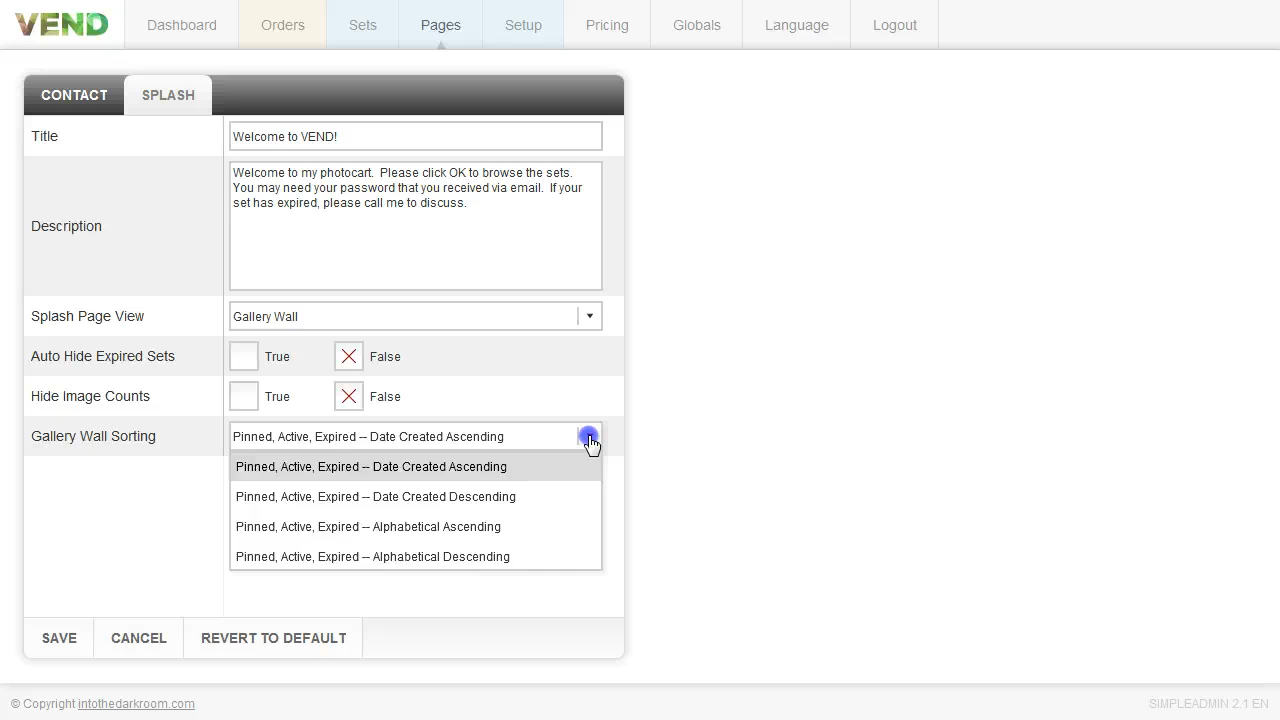 VEND
Dashboard
Orders
Sets
Pages
Setup
Pricing
Globals
Language
Logout
CONTACT
SPLASH
Title
Welcome to VEND!
Description
Welcome to my photocart. Please click OK to browse the sets.
You may need your password that you received via email. If your
set has expired, please call me to discuss.
Splash Page View
Gallery Wall
Auto Hide Expired Sets
True
False
Hide Image Counts
True
False
Gallery Wall Sorting
Pinned, Active, Expired -- Date Created Ascending
Pinned, Active, Expired -- Date Created Ascending
Pinned, Active, Expired -- Date Created Descending
Pinned, Active, Expired -- Alphabetical Ascending
Pinned, Active, Expired -- Alphabetical Descending
SAVE
CANCEL
REVERT TO DEFAULT
© Copyright intothedarkroom.com
SIMPLEADMIN 2.1 EN